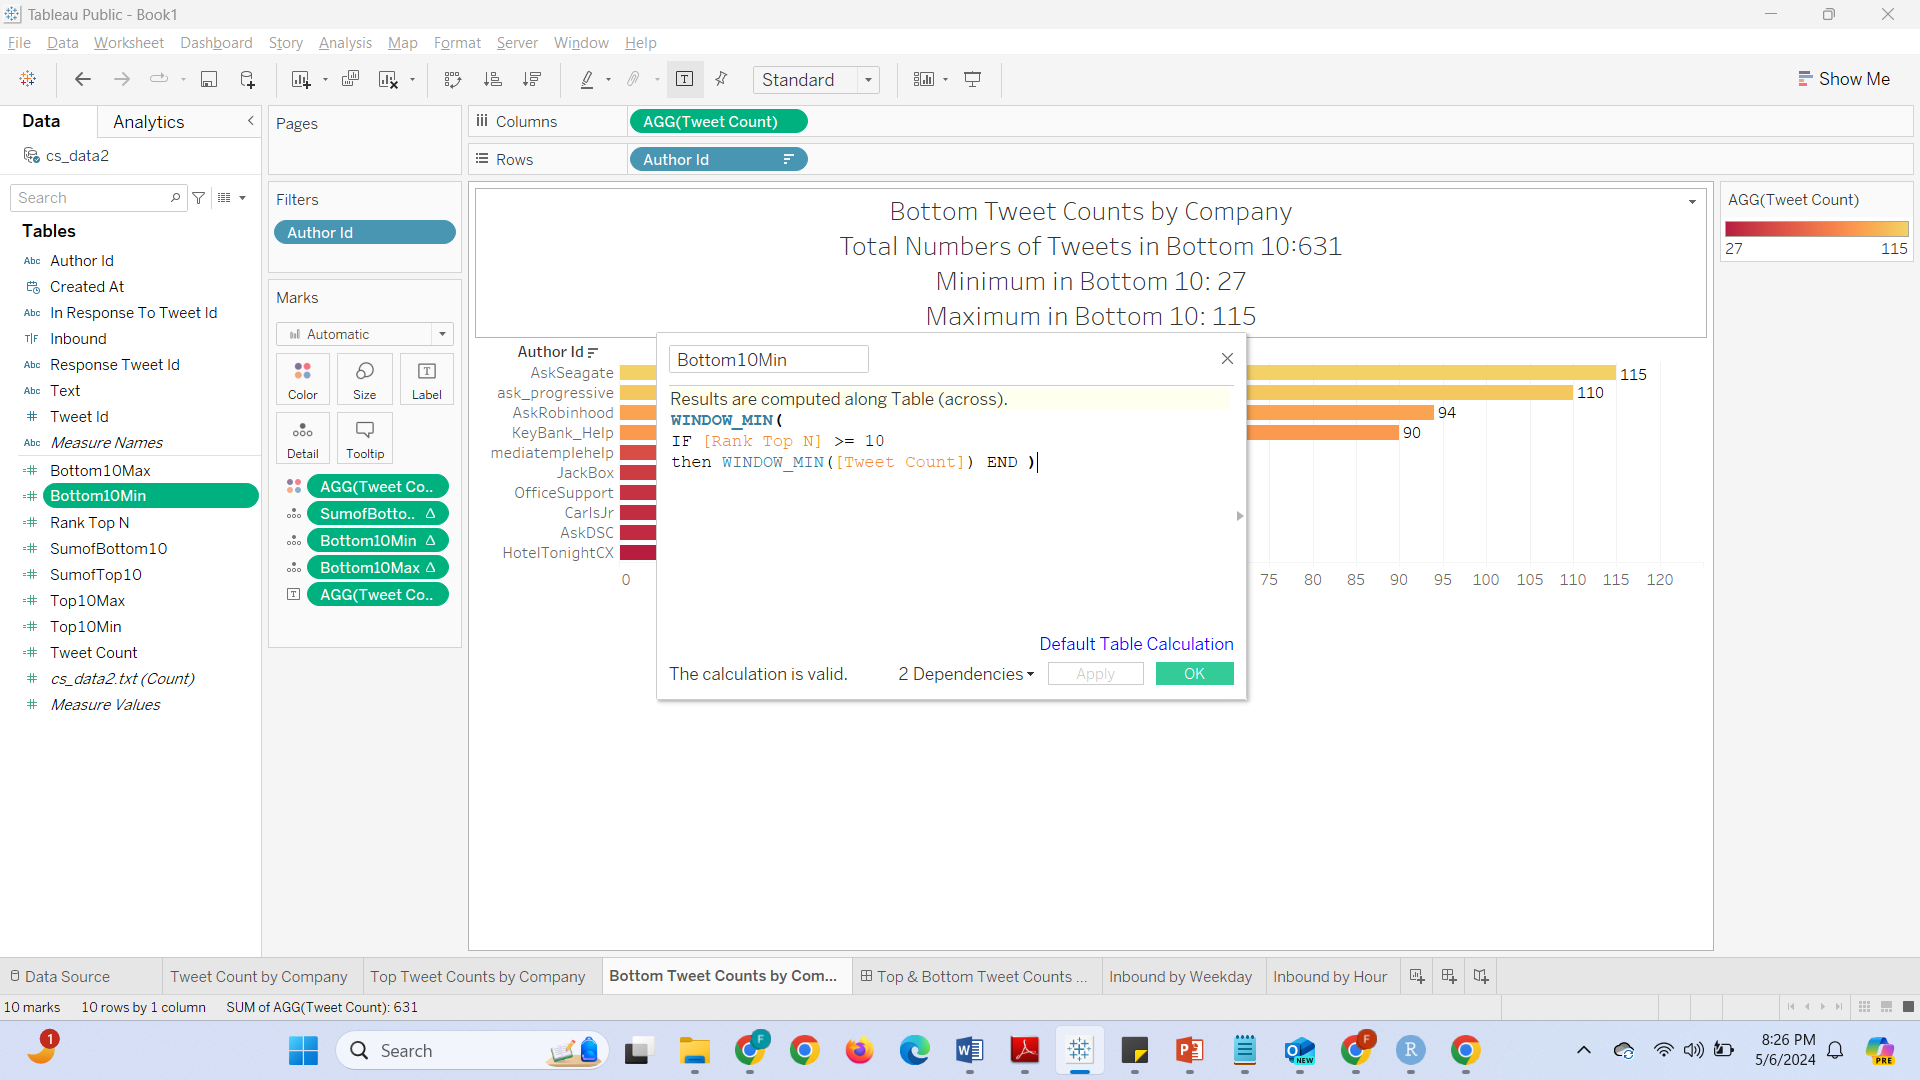 Tableau Public - Book1
File Data Worksheet Dashboard Story Analysis Map Format Server Window Help
Standard
Show Me
Data
Analytics
cs_data2
Search
Tables
Abc Author Id
Created At
Abc In Response To Tweet Id
T|F Inbound
Abc Response Tweet Id
Abc Text
# Tweet Id
Abc Measure Names
=# Bottom10Max
=# Bottom10Min
=# Rank Top N
=# SumofBottom10
=# SumofTop10
=# Top10Max
=# Top10Min
=# Tweet Count
# cs_data2.txt (Count)
# Measure Values
Pages
Filters
Author Id
Marks
Automatic
Color Size Label
Detail Tooltip
AGG(Tweet Co..
SumofBotto.. Δ
Bottom10Min Δ
Bottom10Max Δ
AGG(Tweet Co..
Columns AGG(Tweet Count)
Rows Author Id
Bottom Tweet Counts by Company
Total Numbers of Tweets in Bottom 10:631
Minimum in Bottom 10: 27
Maximum in Bottom 10: 115
AGG(Tweet Count)
27 115
Author Id
AskSeagate 115
ask_progressive 110
AskRobinhood 94
KeyBank_Help 90
mediatemplehelp
JackBox
OfficeSupport
CarlsJr
AskDSC
HotelTonightCX
0 75 80 85 90 95 100 105 110 115 120
Bottom10Min
Results are computed along Table (across).
WINDOW_MIN(
IF [Rank Top N] >= 10
then WINDOW_MIN([Tweet Count]) END )
Default Table Calculation
The calculation is valid. 2 Dependencies Apply OK
Data Source Tweet Count by Company Top Tweet Counts by Company Bottom Tweet Counts by Com... Top & Bottom Tweet Counts ... Inbound by Weekday Inbound by Hour
10 marks 10 rows by 1 column SUM of AGG(Tweet Count): 631
1 Search F F NEW R 8:26 PM PRE
5/6/2024